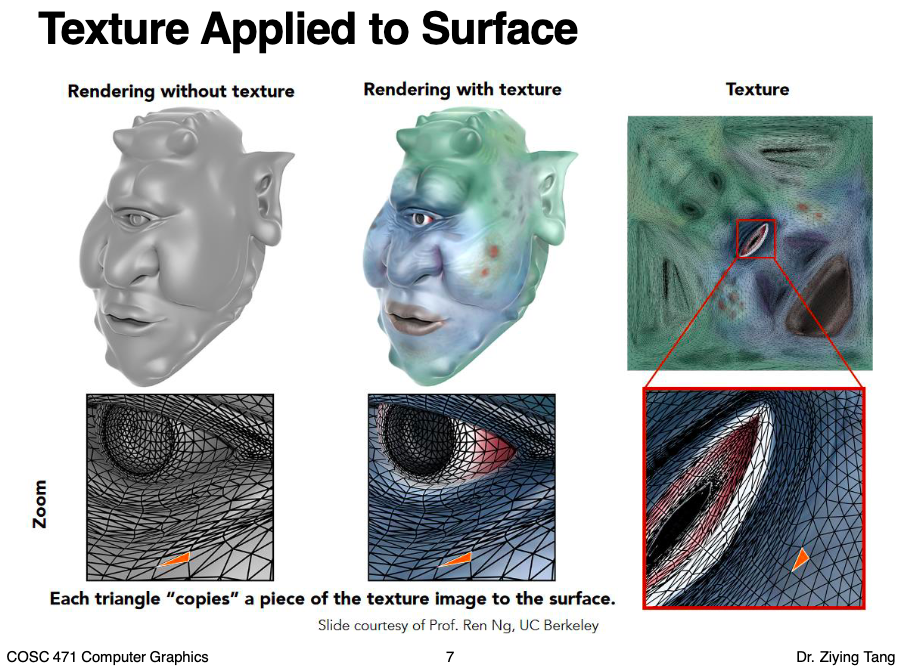 Texture Applied to Surface
Rendering without texture
Rendering with texture
Texture
Zoom
Each triangle “copies” a piece of the texture image to the surface.
Slide courtesy of Prof. Ren Ng, UC Berkeley
COSC 471 Computer Graphics
7
Dr. Ziying Tang